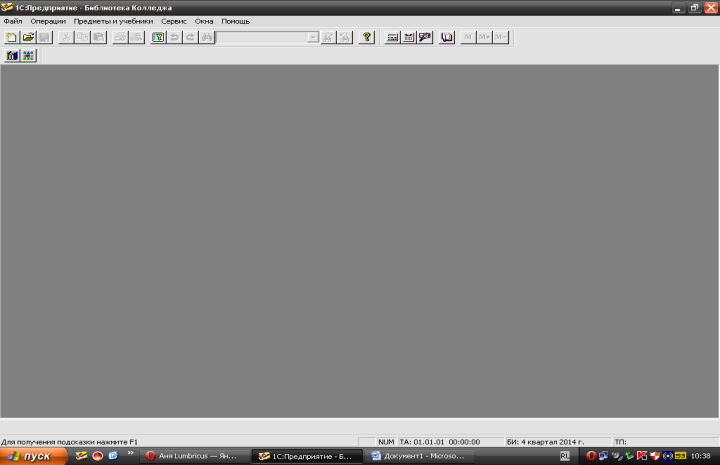 1С:Предприятие - Библиотека Колледжа
Файл Операции Предметы и учебники Сервис Окна Помощь
M M+ M-
Для получения подсказки нажмите F1 NUM TA: 01.01.01 00:00:00 БИ: 4 квартал 2014 г. ТП:
пуск Аня Lumbricus — Ян... 1С:Предприятие - Б... Документ1 - Microso... 10:38